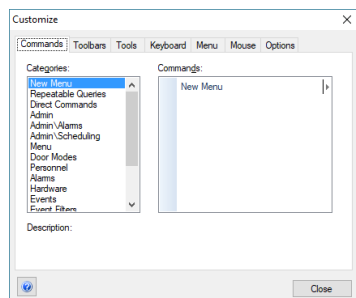 Customize
Commands Toolbars Tools Keyboard Menu Mouse Options
Categories:
New Menu
Repeatable Queries
Direct Commands
Admin
Admin\Alarms
Admin\Scheduling
Menu
Door Modes
Personnel
Alarms
Hardware
Events
Event Filters
Commands:
New Menu
Description:
Close